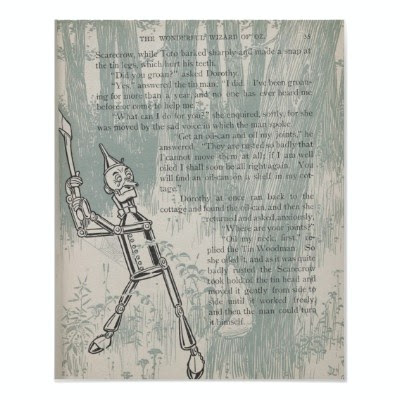 THE WONDERFUL WIZARD OF OZ.
Scarecrow, while Toto barked sharply and made a snap at
the tin legs, which hurt his teeth.
"Did you groan?" asked Dorothy.
"Yes," answered the tin man. "I did. I've been groan-
ing for more than a year, and no one has ever heard me
before or come to help me."
"What can I do for you?" she enquired, softly, for she
was moved by the sad voice in which the man spoke.
"Get an oil-can and oil my joints," he
answered. "They are rusted so badly that
I cannot move them at all; if I am well
oiled I shall soon be all right again. You
will find an oil-can on a shelf in my cot-
tage."
Dorothy at once ran back to the
cottage and found the oil-can, and then she
returned and asked, anxiously,
"Where are your joints?"
"Oil my neck, first," re-
plied the Tin Woodman. So
she oiled it, and as it was quite
badly rusted the Scarecrow
took hold of the tin head and
moved it gently from side to
side until it worked freely,
and then the man could turn
it himself.